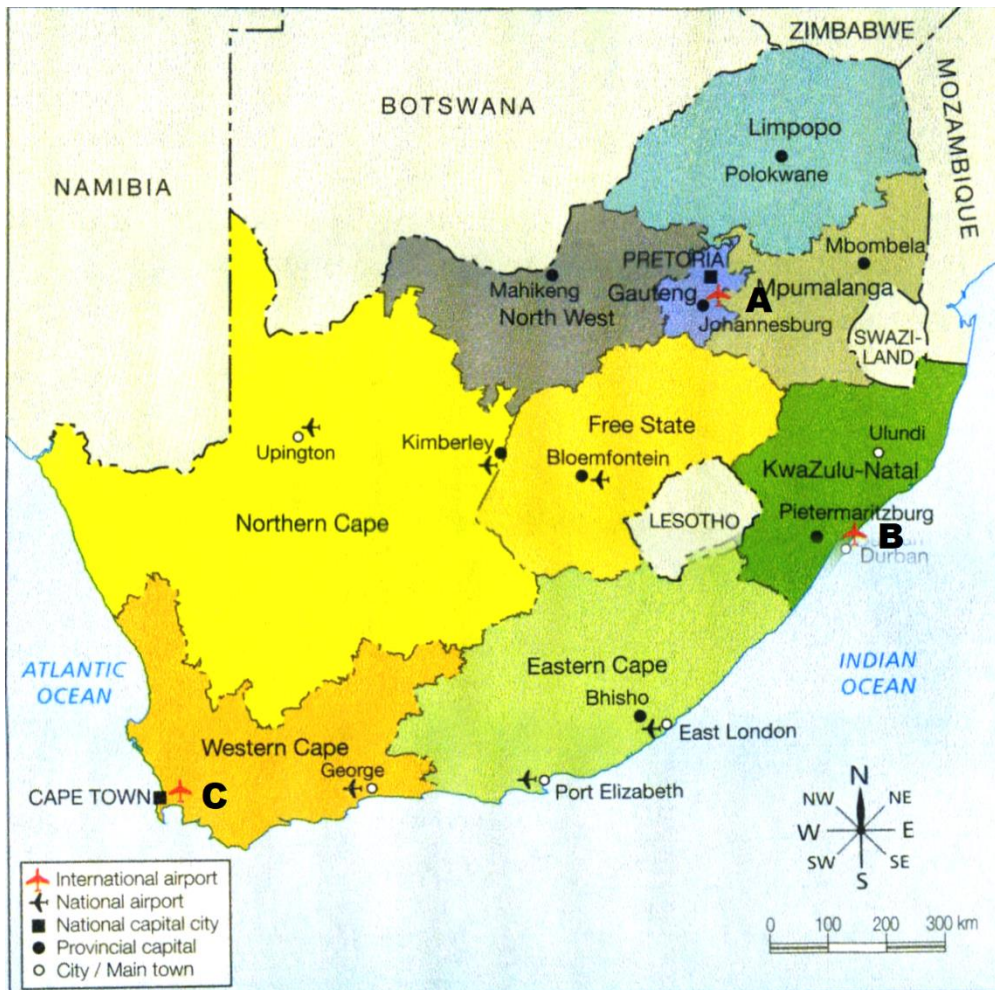 ZIMBABWE
BOTSWANA
MOZAMBIQUE
NAMIBIA
Limpopo
Polokwane
Mbombela
PRETORIA
Mahikeng
Gauteng
A
Mpumalanga
North West
Johannesburg
SWAZI-
LAND
Free State
Kimberley
Upington
Bloemfontein
Ulundi
KwaZulu-Natal
Northern Cape
LESOTHO
Pietermaritzburg
B
Durban
ATLANTIC
OCEAN
Eastern Cape
INDIAN
OCEAN
Bhisho
East London
Western Cape
George
CAPE TOWN
C
Port Elizabeth
N
NW
NE
W
E
SW
SE
S
International airport
National airport
National capital city
Provincial capital
City / Main town
0 100 200 300 km